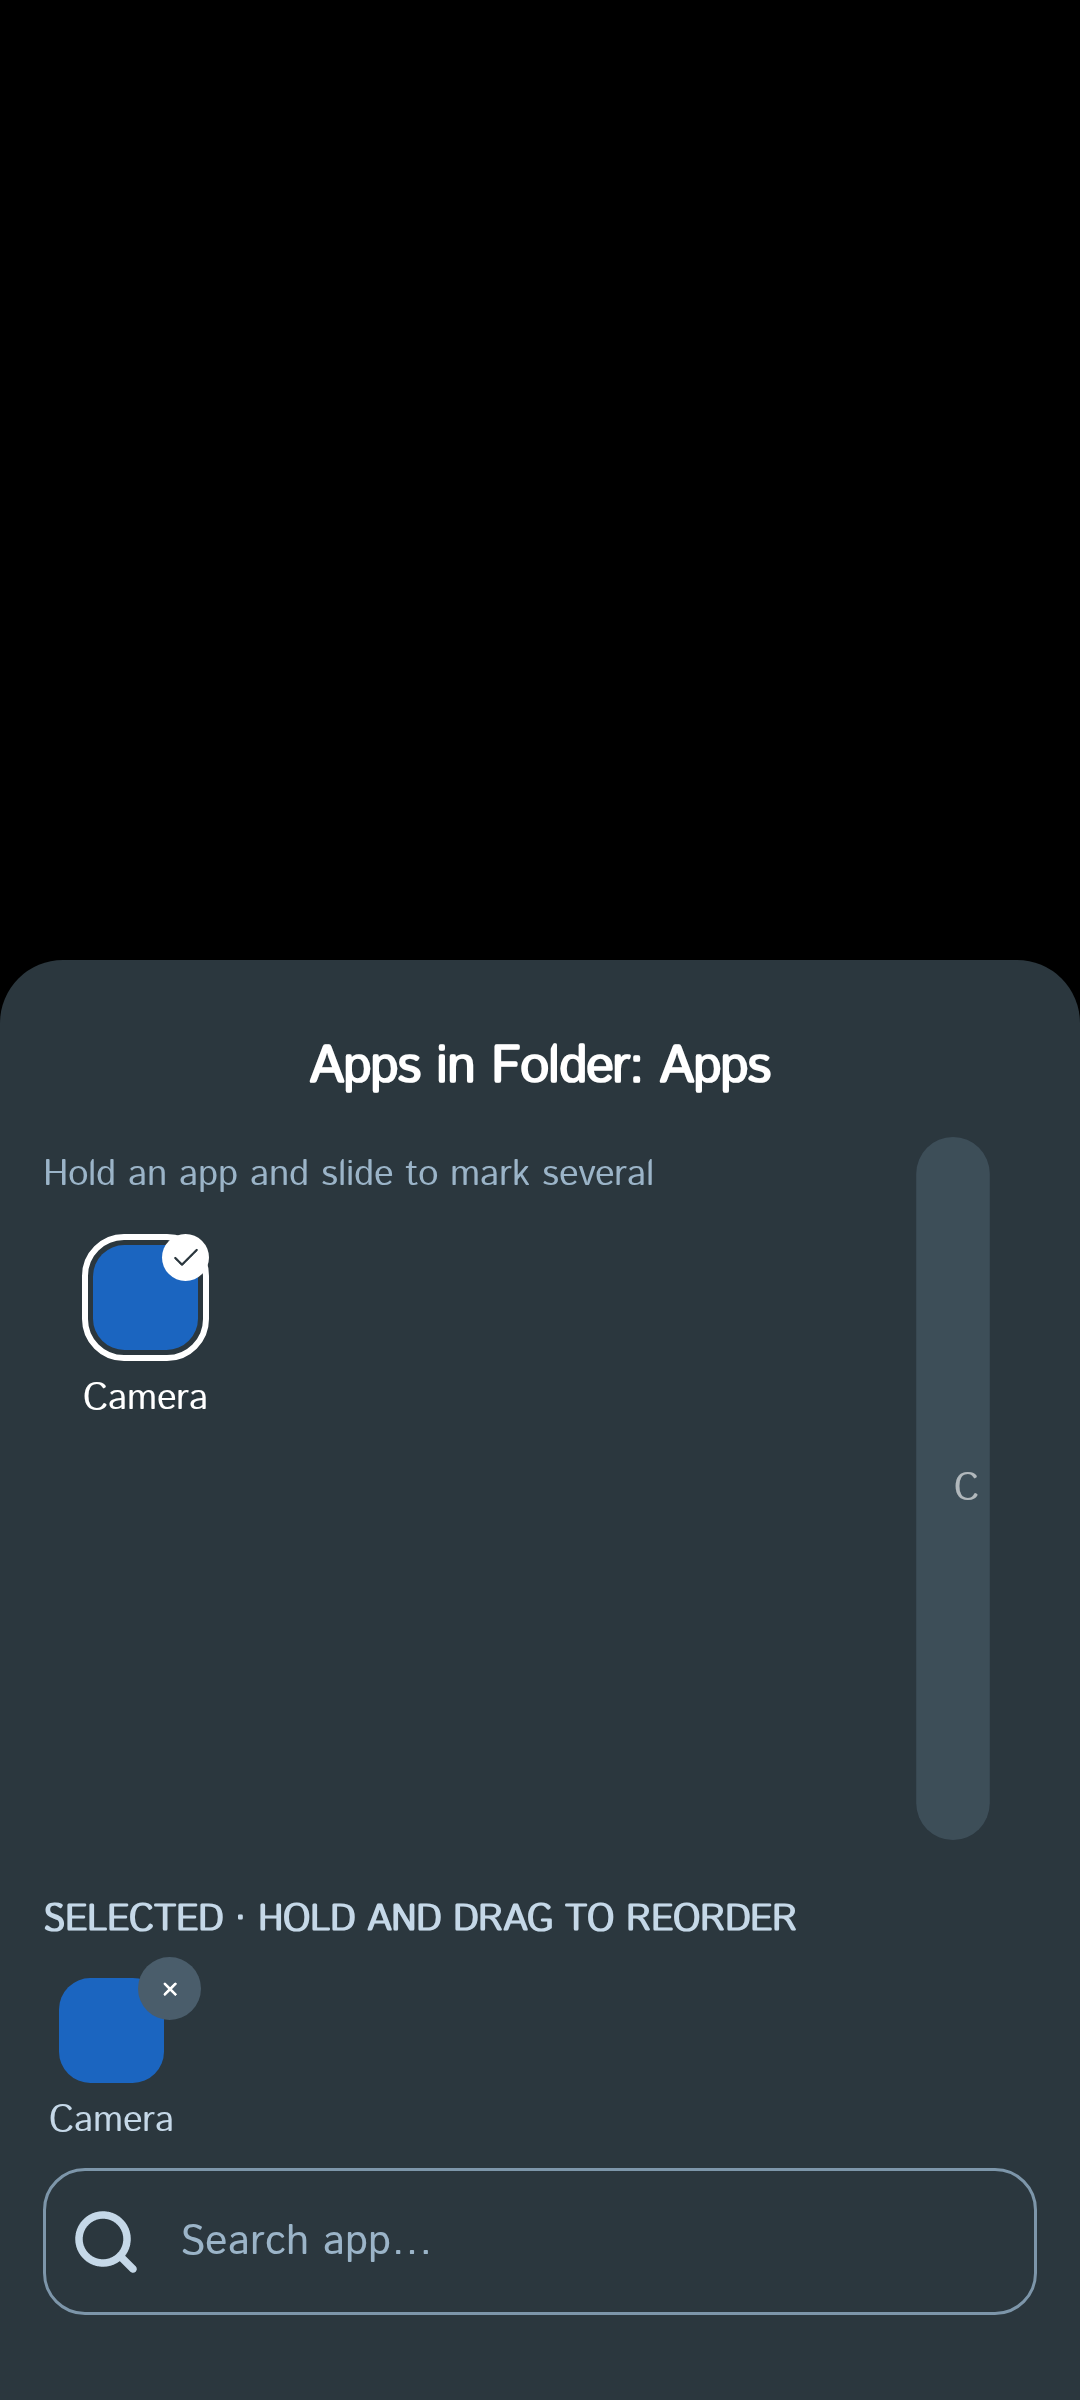 Apps in Folder: Apps
Hold an app and slide to mark several
Camera
C
SELECTED · HOLD AND DRAG TO REORDER
Camera
Search app...